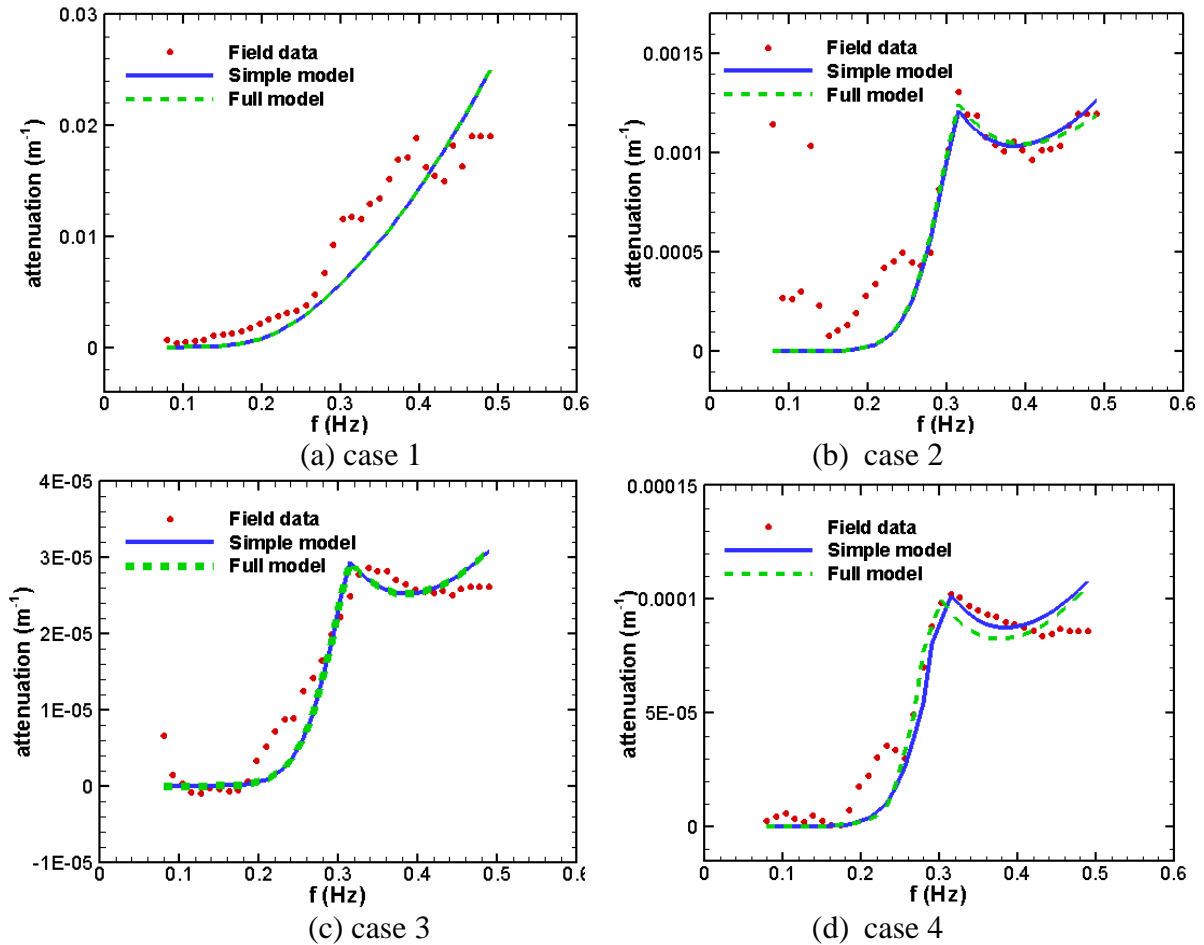 0.03
0.02
0.01
0
attenuation (m-1)
Field data
Simple model
Full model
0 0.1 0.2 0.3 0.4 0.5 0.6
f (Hz)
(a) case 1
0.0015
0.001
0.0005
0
attenuation (m-1)
Field data
Simple model
Full model
0 0.1 0.2 0.3 0.4 0.5 0.6
f (Hz)
(b) case 2
4E-05
3E-05
2E-05
1E-05
0
-1E-05
attenuation (m-1)
Field data
Simple model
Full model
0 0.1 0.2 0.3 0.4 0.5 0.6
f (Hz)
(c) case 3
0.00015
0.0001
5E-05
0
attenuation (m-1)
Field data
Simple model
Full model
0 0.1 0.2 0.3 0.4 0.5 0.6
f (Hz)
(d) case 4